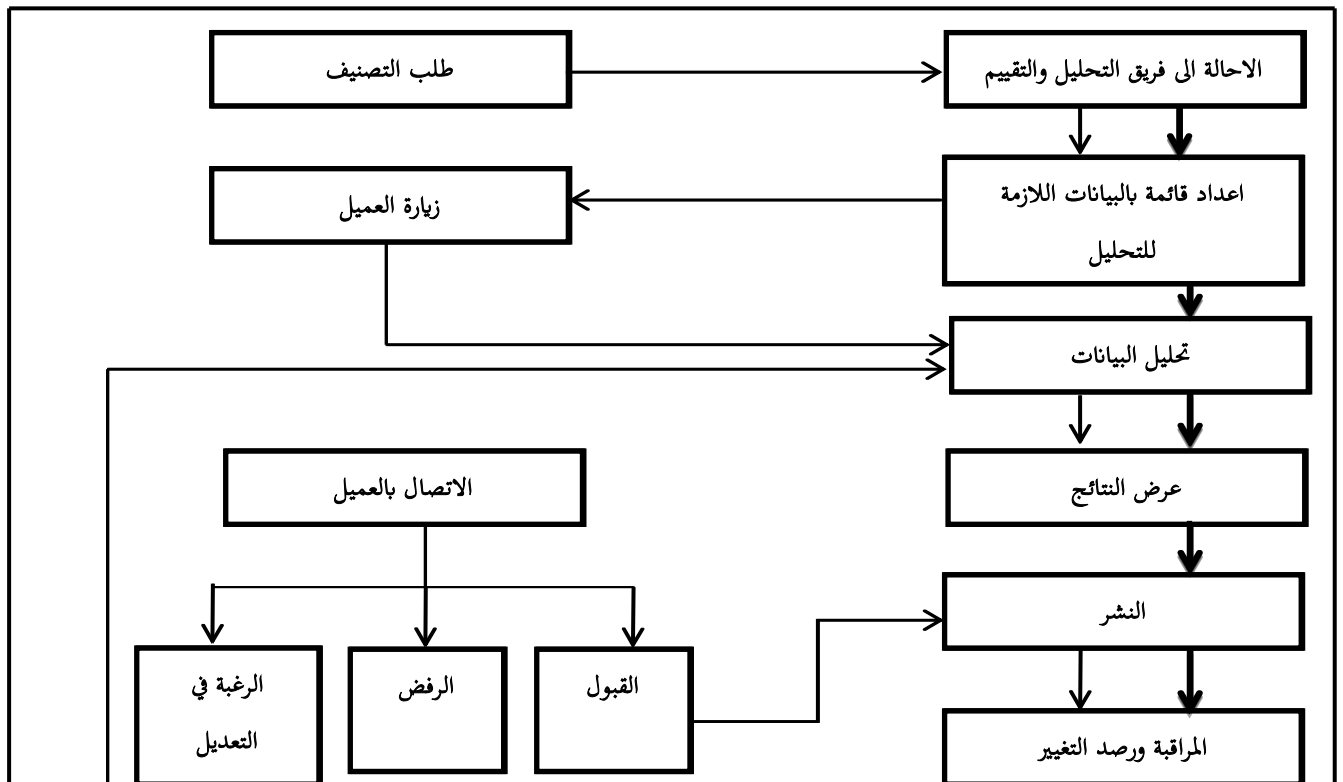 الاحالة الى فريق التحليل والتقييم
طلب التصنيف
اعداد قائمة بالبيانات اللازمة
للتحليل
زيارة العميل
تحليل البيانات
عرض النتائج
الاتصال بالعميل
النشر
القبول
الرفض
الرغبة في
التعديل
المراقبة ورصد التغيير